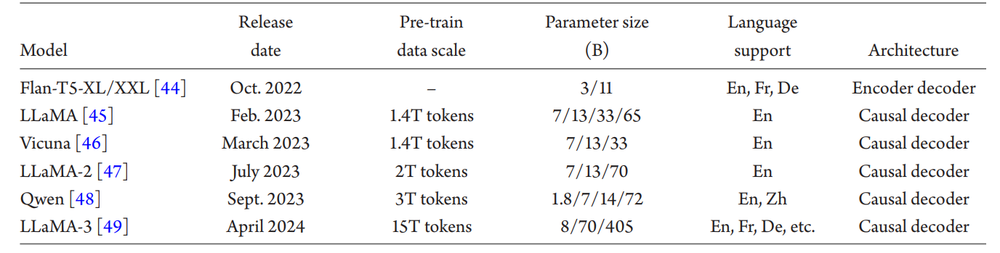 Release Pre-train Parameter size Language
Model date data scale (B) support Architecture
Flan-T5-XL/XXL [44] Oct. 2022 – 3/11 En, Fr, De Encoder decoder
LLaMA [45] Feb. 2023 1.4T tokens 7/13/33/65 En Causal decoder
Vicuna [46] March 2023 1.4T tokens 7/13/33 En Causal decoder
LLaMA-2 [47] July 2023 2T tokens 7/13/70 En Causal decoder
Qwen [48] Sept. 2023 3T tokens 1.8/7/14/72 En, Zh Causal decoder
LLaMA-3 [49] April 2024 15T tokens 8/70/405 En, Fr, De, etc. Causal decoder